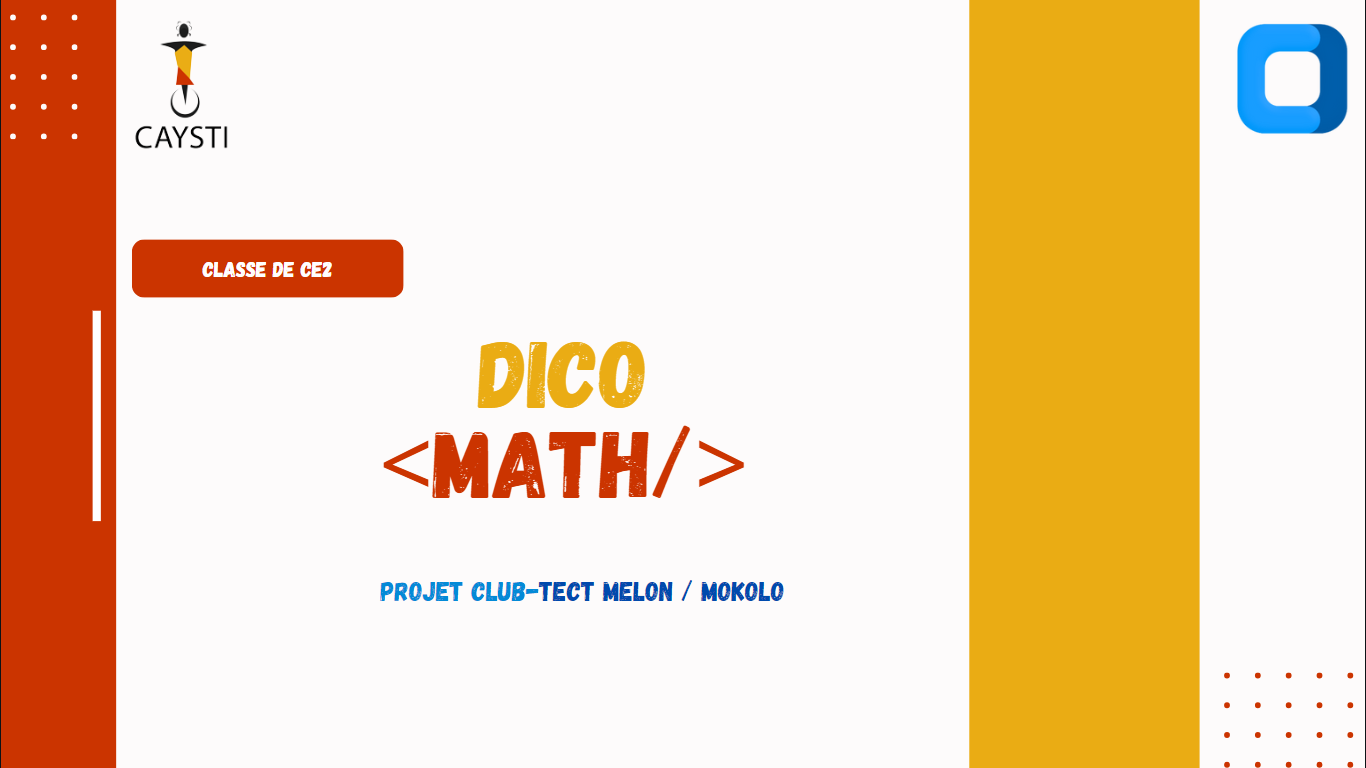 CAYSTI
CLASSE DE CE2
DICO
<MATH/>
PROJET CLUB-TECT MELON / MOKOLO